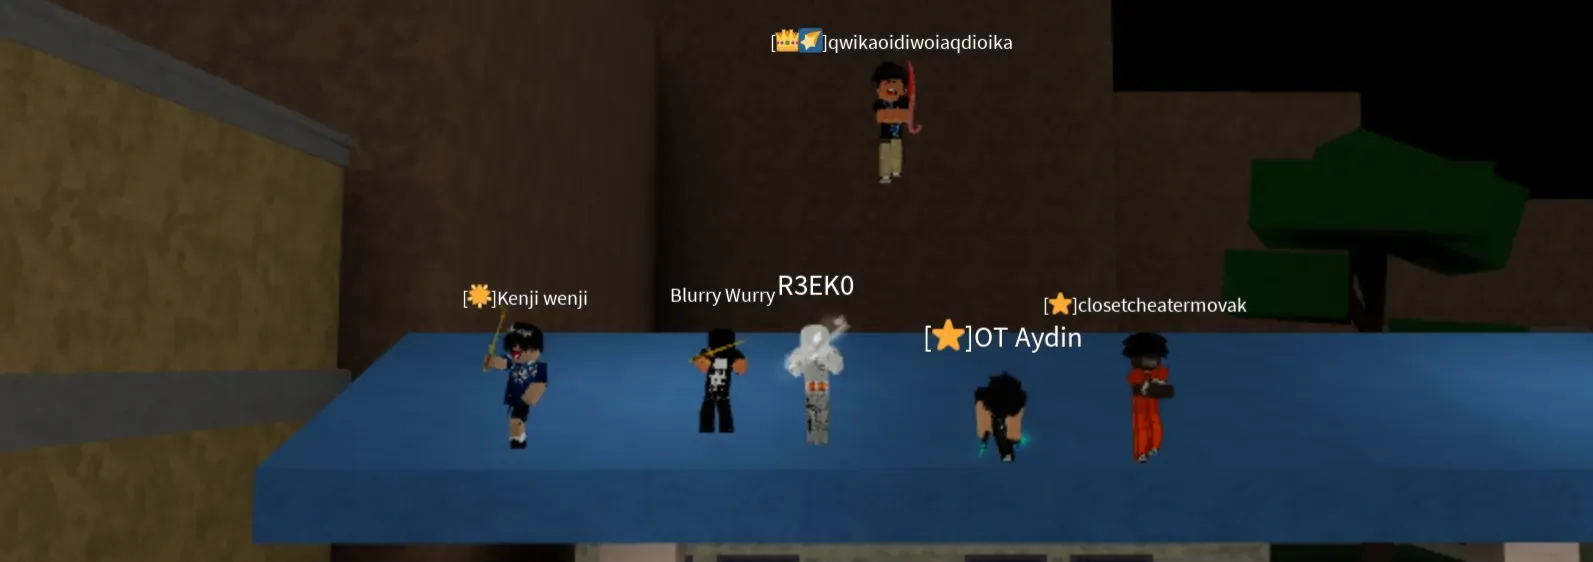 [👑🌠]qwikaoidiwoiaqdioika
[✹]Kenji wenji
Blurry Wurry
R3EK0
[⭐]OT Aydin
[⭐]closetcheatermovak